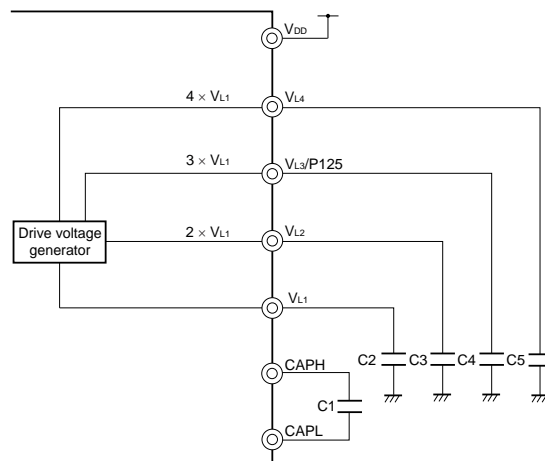 VDD
4 × VL1
VL4
3 × VL1
VL3/P125
Drive voltage
generator
2 × VL1
VL2
VL1
C2
C3
C4
C5
CAPH
C1
CAPL